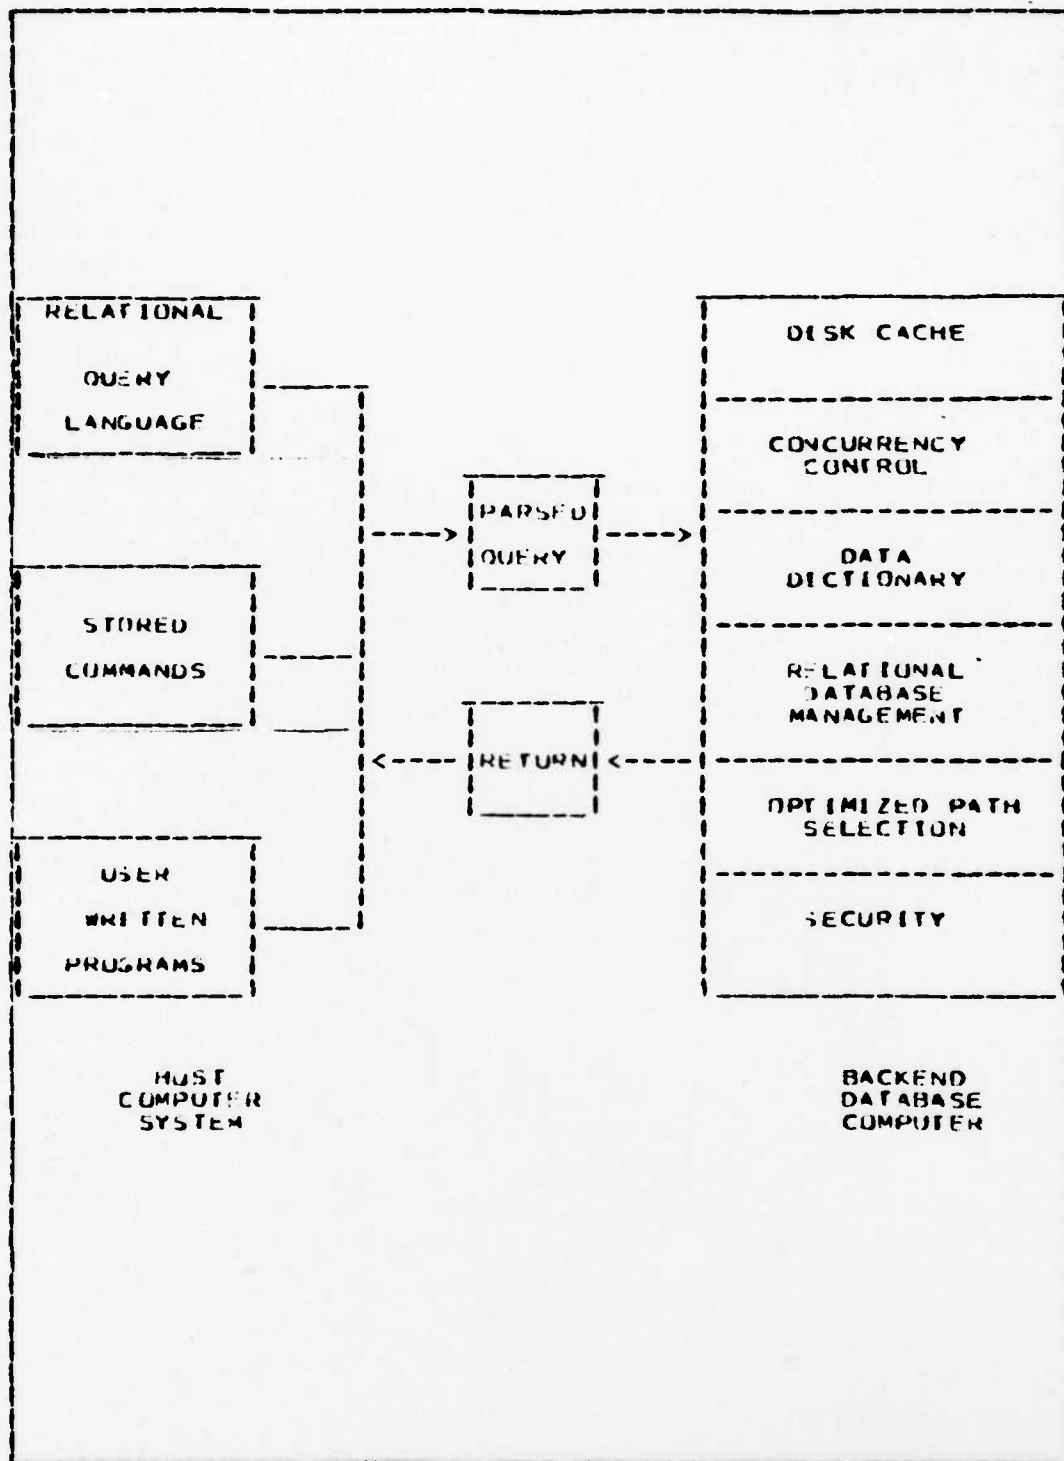 RELATIONAL
QUERY
LANGUAGE
STORED
COMMANDS
USER
WRITTEN
PROGRAMS
HOST
COMPUTER
SYSTEM
PARSED
QUERY
RETURN
DISK CACHE
CONCURRENCY
CONTROL
DATA
DICTIONARY
RELATIONAL
DATABASE
MANAGEMENT
OPTIMIZED PATH
SELECTION
SECURITY
BACKEND
DATABASE
COMPUTER